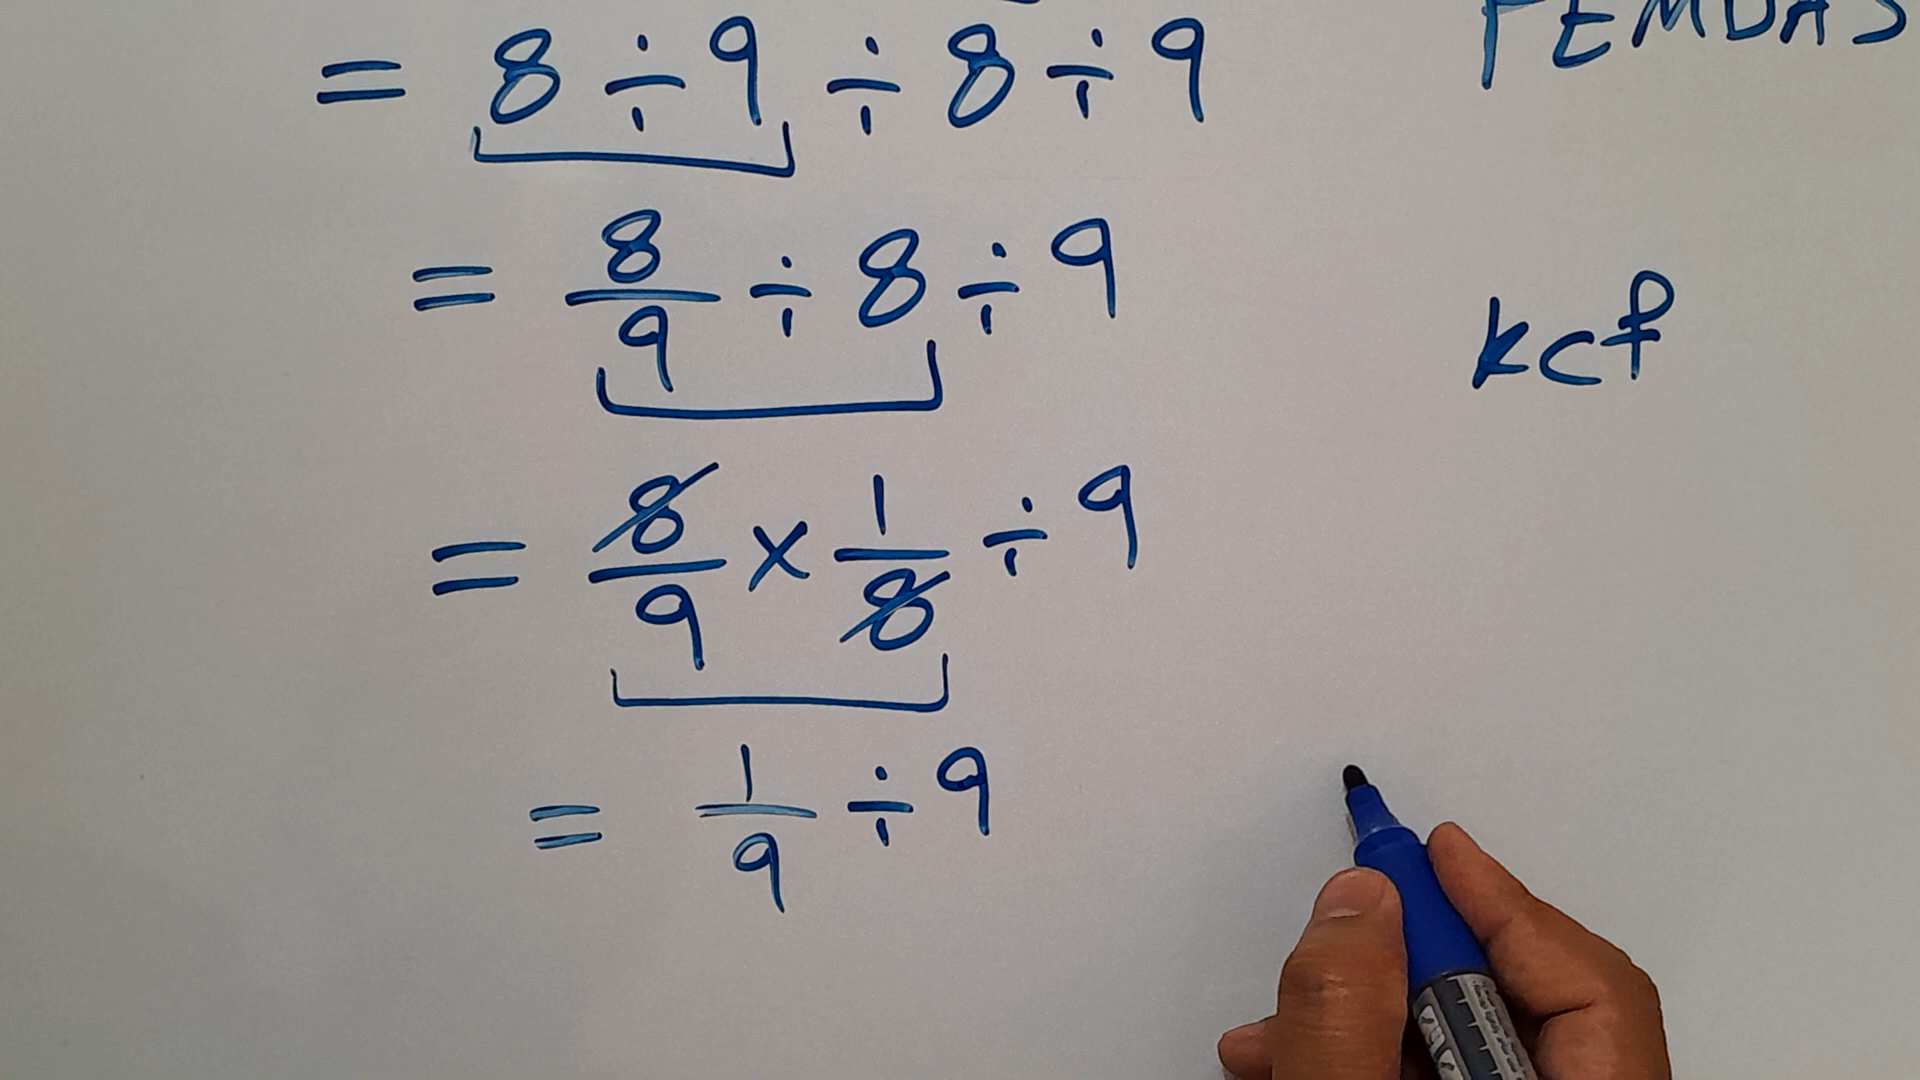 PEMDAS
= 8 ÷ 9 ÷ 8 ÷ 9
= 8/9 ÷ 8 ÷ 9
kcf
= 8/9 × 1/8 ÷ 9
= 1/9 ÷ 9